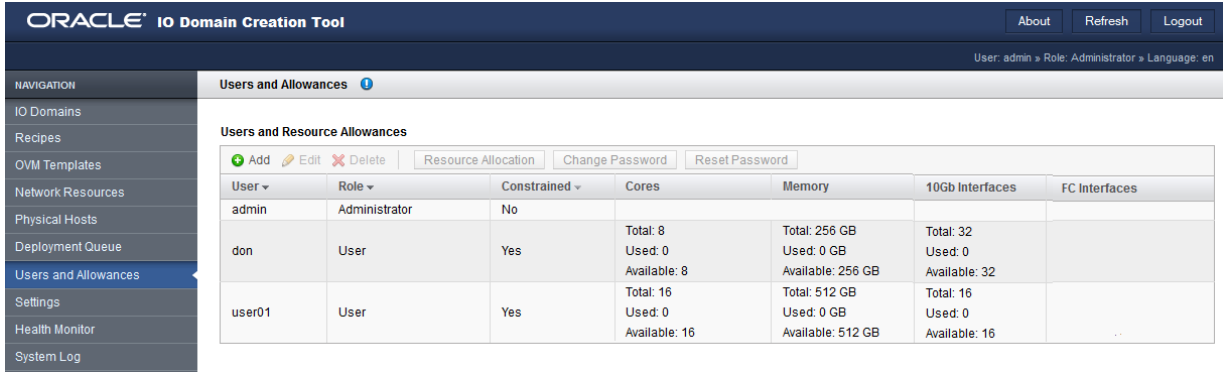 ORACLE IO Domain Creation Tool
About Refresh Logout
User: admin » Role: Administrator » Language: en
NAVIGATION
IO Domains
Recipes
OVM Templates
Network Resources
Physical Hosts
Deployment Queue
Users and Allowances
Settings
Health Monitor
System Log
Users and Allowances
Users and Resource Allowances
Add Edit Delete Resource Allocation Change Password Reset Password
User Role Constrained Cores Memory 10Gb Interfaces FC Interfaces
admin Administrator No
Total: 8 Total: 256 GB Total: 32
don User Yes Used: 0 Used: 0 GB Used: 0
Available: 8 Available: 256 GB Available: 32
Total: 16 Total: 512 GB Total: 16
user01 User Yes Used: 0 Used: 0 GB Used: 0
Available: 16 Available: 512 GB Available: 16